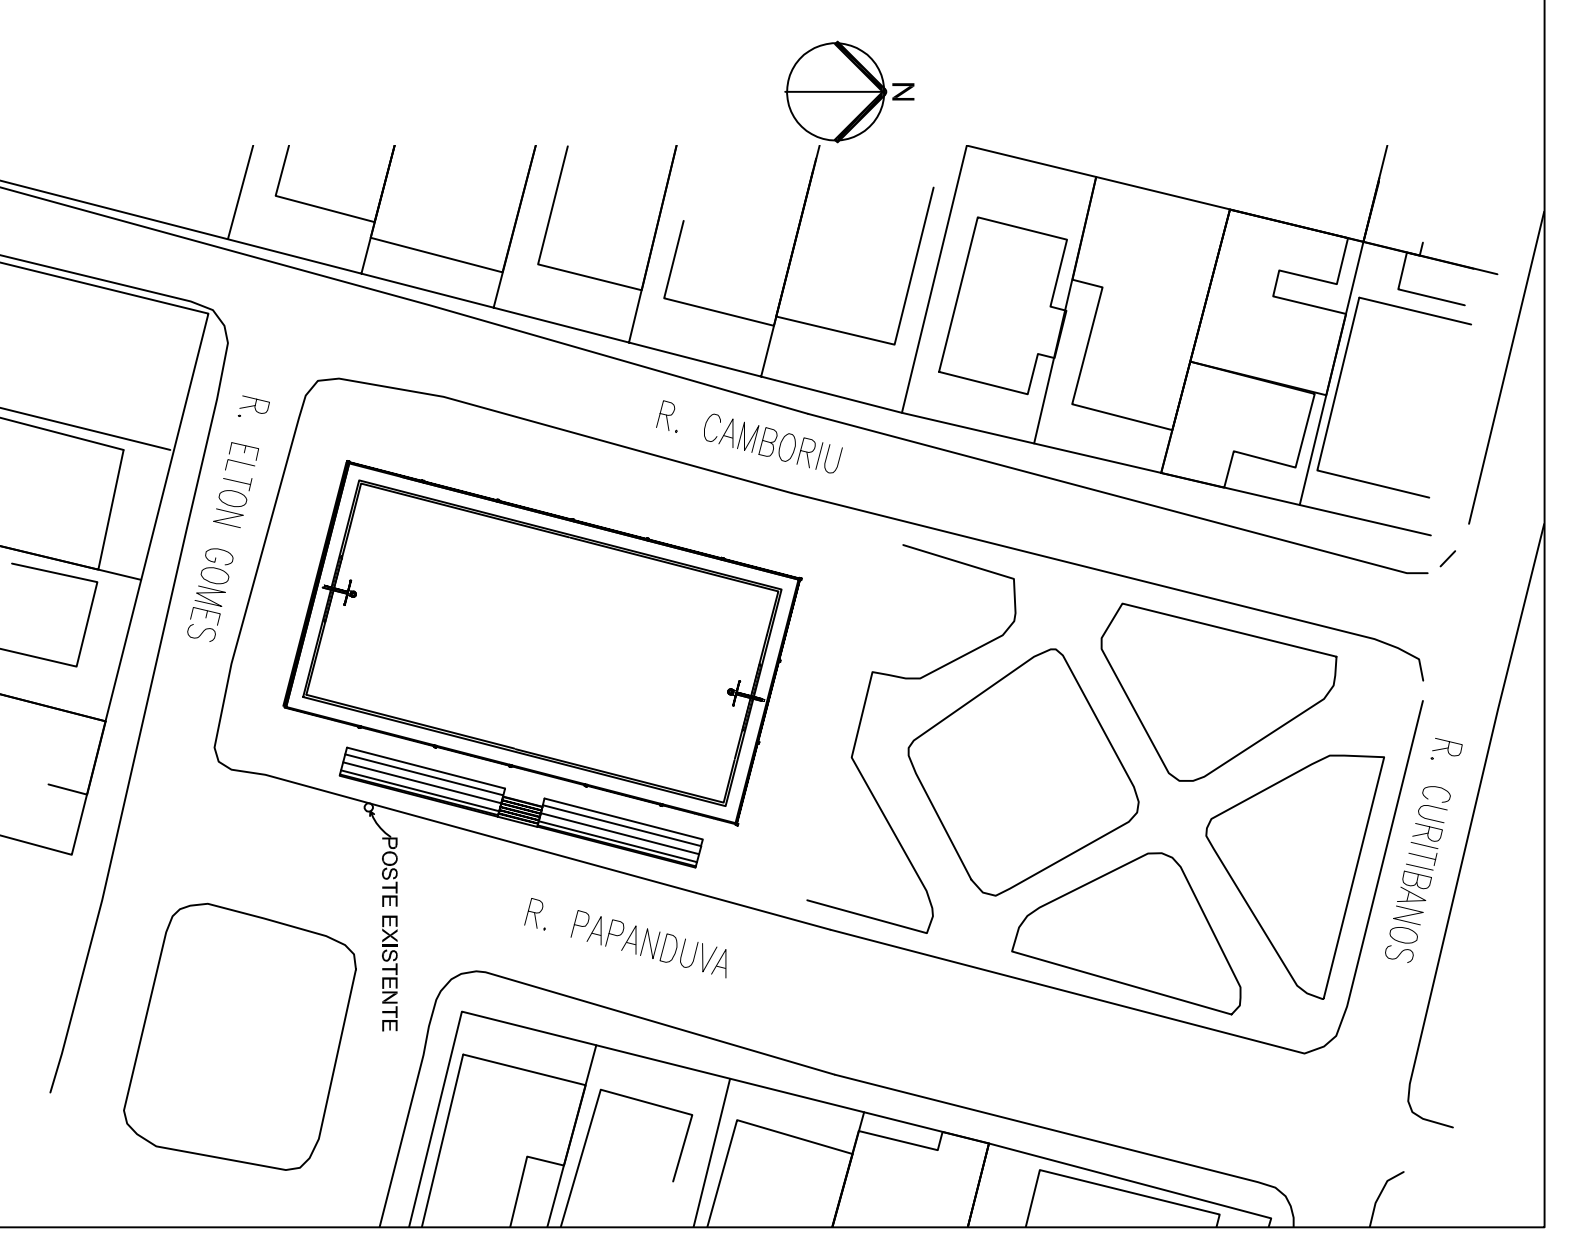 N
R. CAMBORIU
R. ELTON GOMES
R. CURITIBANOS
POSTE EXISTENTE
R. PAPANDUVA